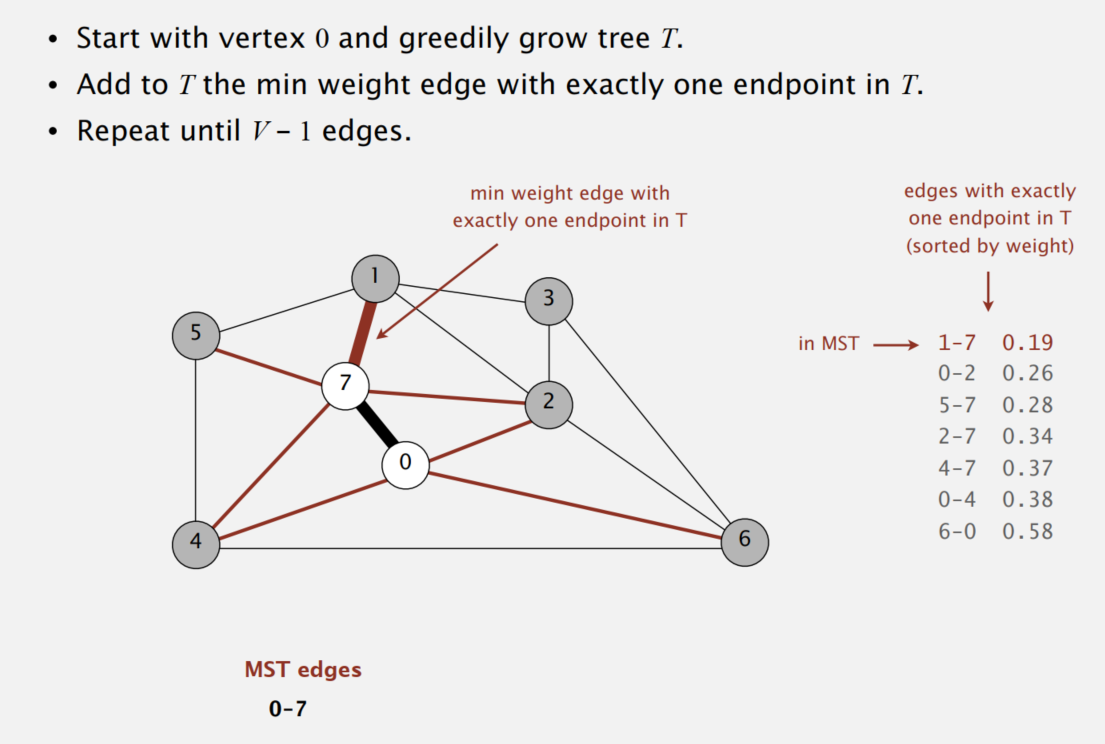 • Start with vertex 0 and greedily grow tree T.
• Add to T the min weight edge with exactly one endpoint in T.
• Repeat until V – 1 edges.
min weight edge with
exactly one endpoint in T
edges with exactly
one endpoint in T
(sorted by weight)
1
3
5
7
2
0
4
6
in MST
1-7 0.19
0-2 0.26
5-7 0.28
2-7 0.34
4-7 0.37
0-4 0.38
6-0 0.58
MST edges
0-7